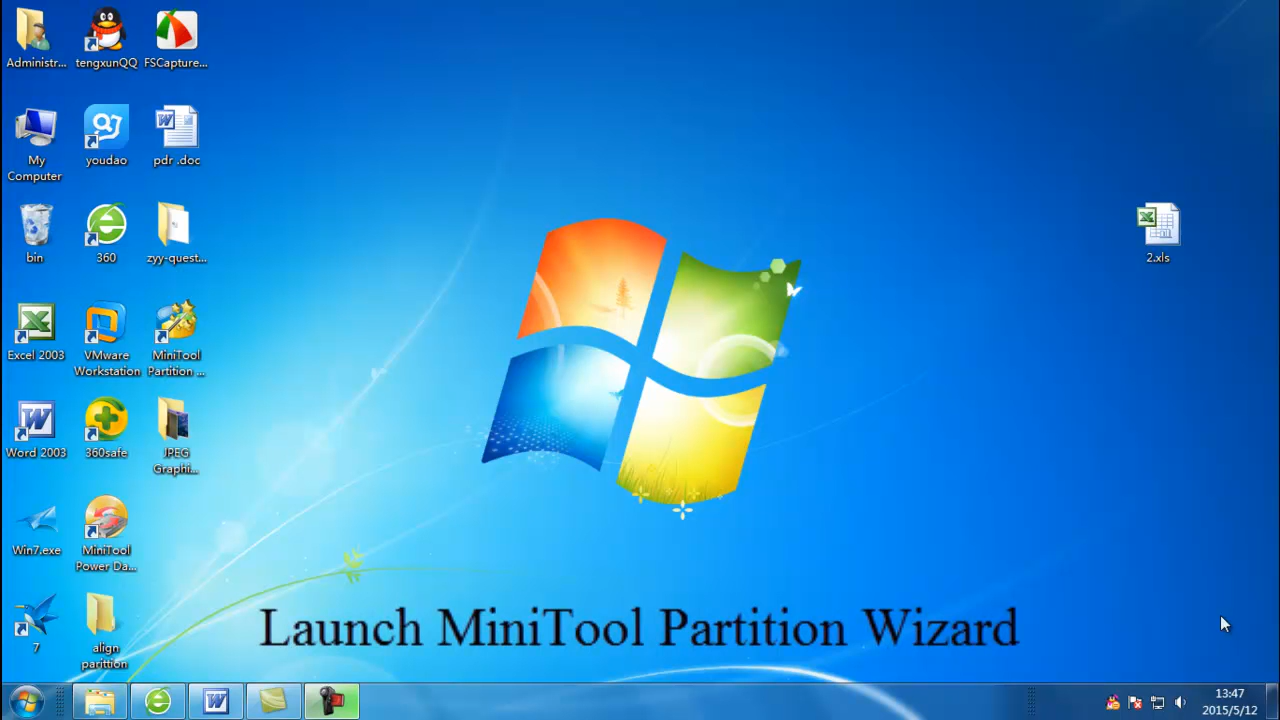 Administr...
tengxunQQ
FSCapture...
My
Computer
youdao
pdr .doc
bin
360
zyy-quest...
2.xls
Excel 2003
VMware
Workstation
MiniTool
Partition ...
Word 2003
360safe
JPEG
Graphi...
Win7.exe
MiniTool
Power Da...
7
align
parittion
Launch MiniTool Partition Wizard
13:47
2015/5/12